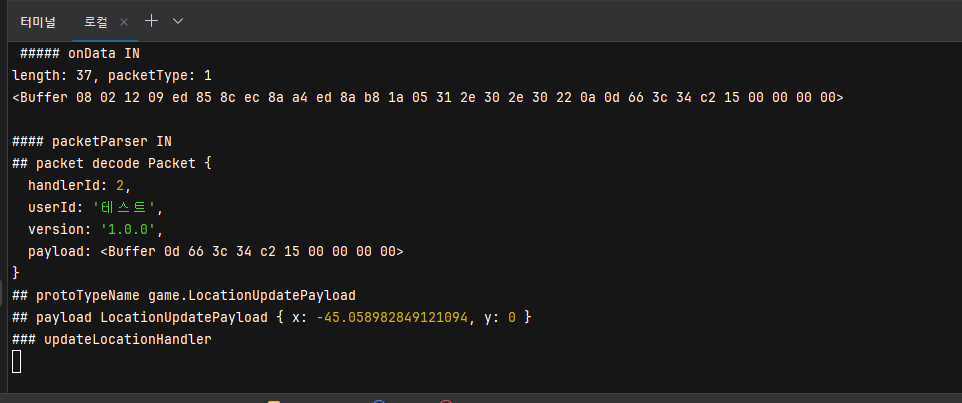 터미널 로컬
##### onData IN
length: 37, packetType: 1
<Buffer 08 02 12 09 ed 85 8c ec 8a a4 ed 8a b8 1a 05 31 2e 30 2e 30 22 0a 0d 66 3c 34 c2 15 00 00 00 00>
#### packetParser IN
## packet decode Packet {
handlerId: 2,
userId: '테스트',
version: '1.0.0',
payload: <Buffer 0d 66 3c 34 c2 15 00 00 00 00>
}
## protoTypeName game.LocationUpdatePayload
## payload LocationUpdatePayload { x: -45.058982849121094, y: 0 }
### updateLocationHandler